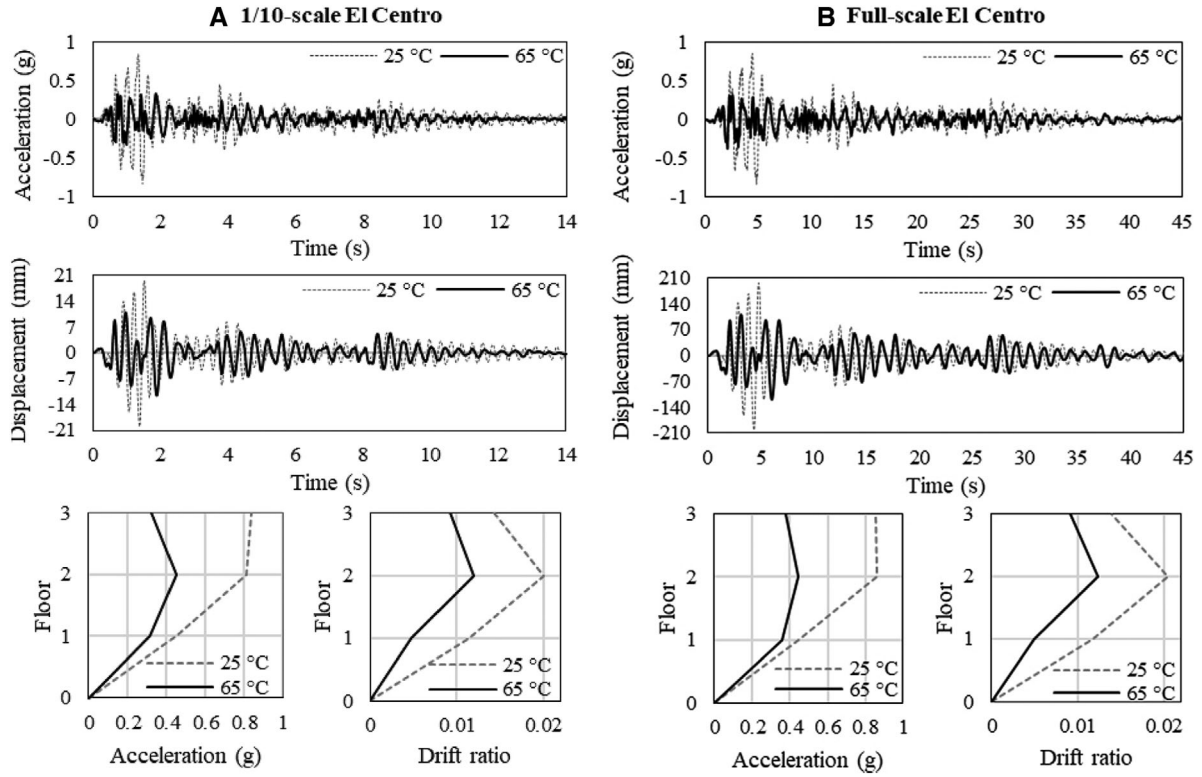 A 1/10-scale El Centro
1
0.5
0
-0.5
-1
Acceleration (g)
25 °C 65 °C
0 2 4 6 8 10 12 14
Time (s)
21
14
7
0
-7
-14
-21
Displacement (mm)
25 °C 65 °C
0 2 4 6 8 10 12 14
Time (s)
3
2
1
0
Floor
25 °C
65 °C
0 0.2 0.4 0.6 0.8 1
Acceleration (g)
3
2
1
0
Floor
25 °C
65 °C
0 0.01 0.02
Drift ratio
B Full-scale El Centro
1
0.5
0
-0.5
-1
Acceleration (g)
25 °C 65 °C
0 5 10 15 20 25 30 35 40 45
Time (s)
210
140
70
0
-70
-140
-210
Displacement (mm)
25 °C 65 °C
0 5 10 15 20 25 30 35 40 45
Time (s)
3
2
1
0
Floor
25 °C
65 °C
0 0.2 0.4 0.6 0.8 1
Acceleration (g)
3
2
1
0
Floor
25 °C
65 °C
0 0.01 0.02
Drift ratio